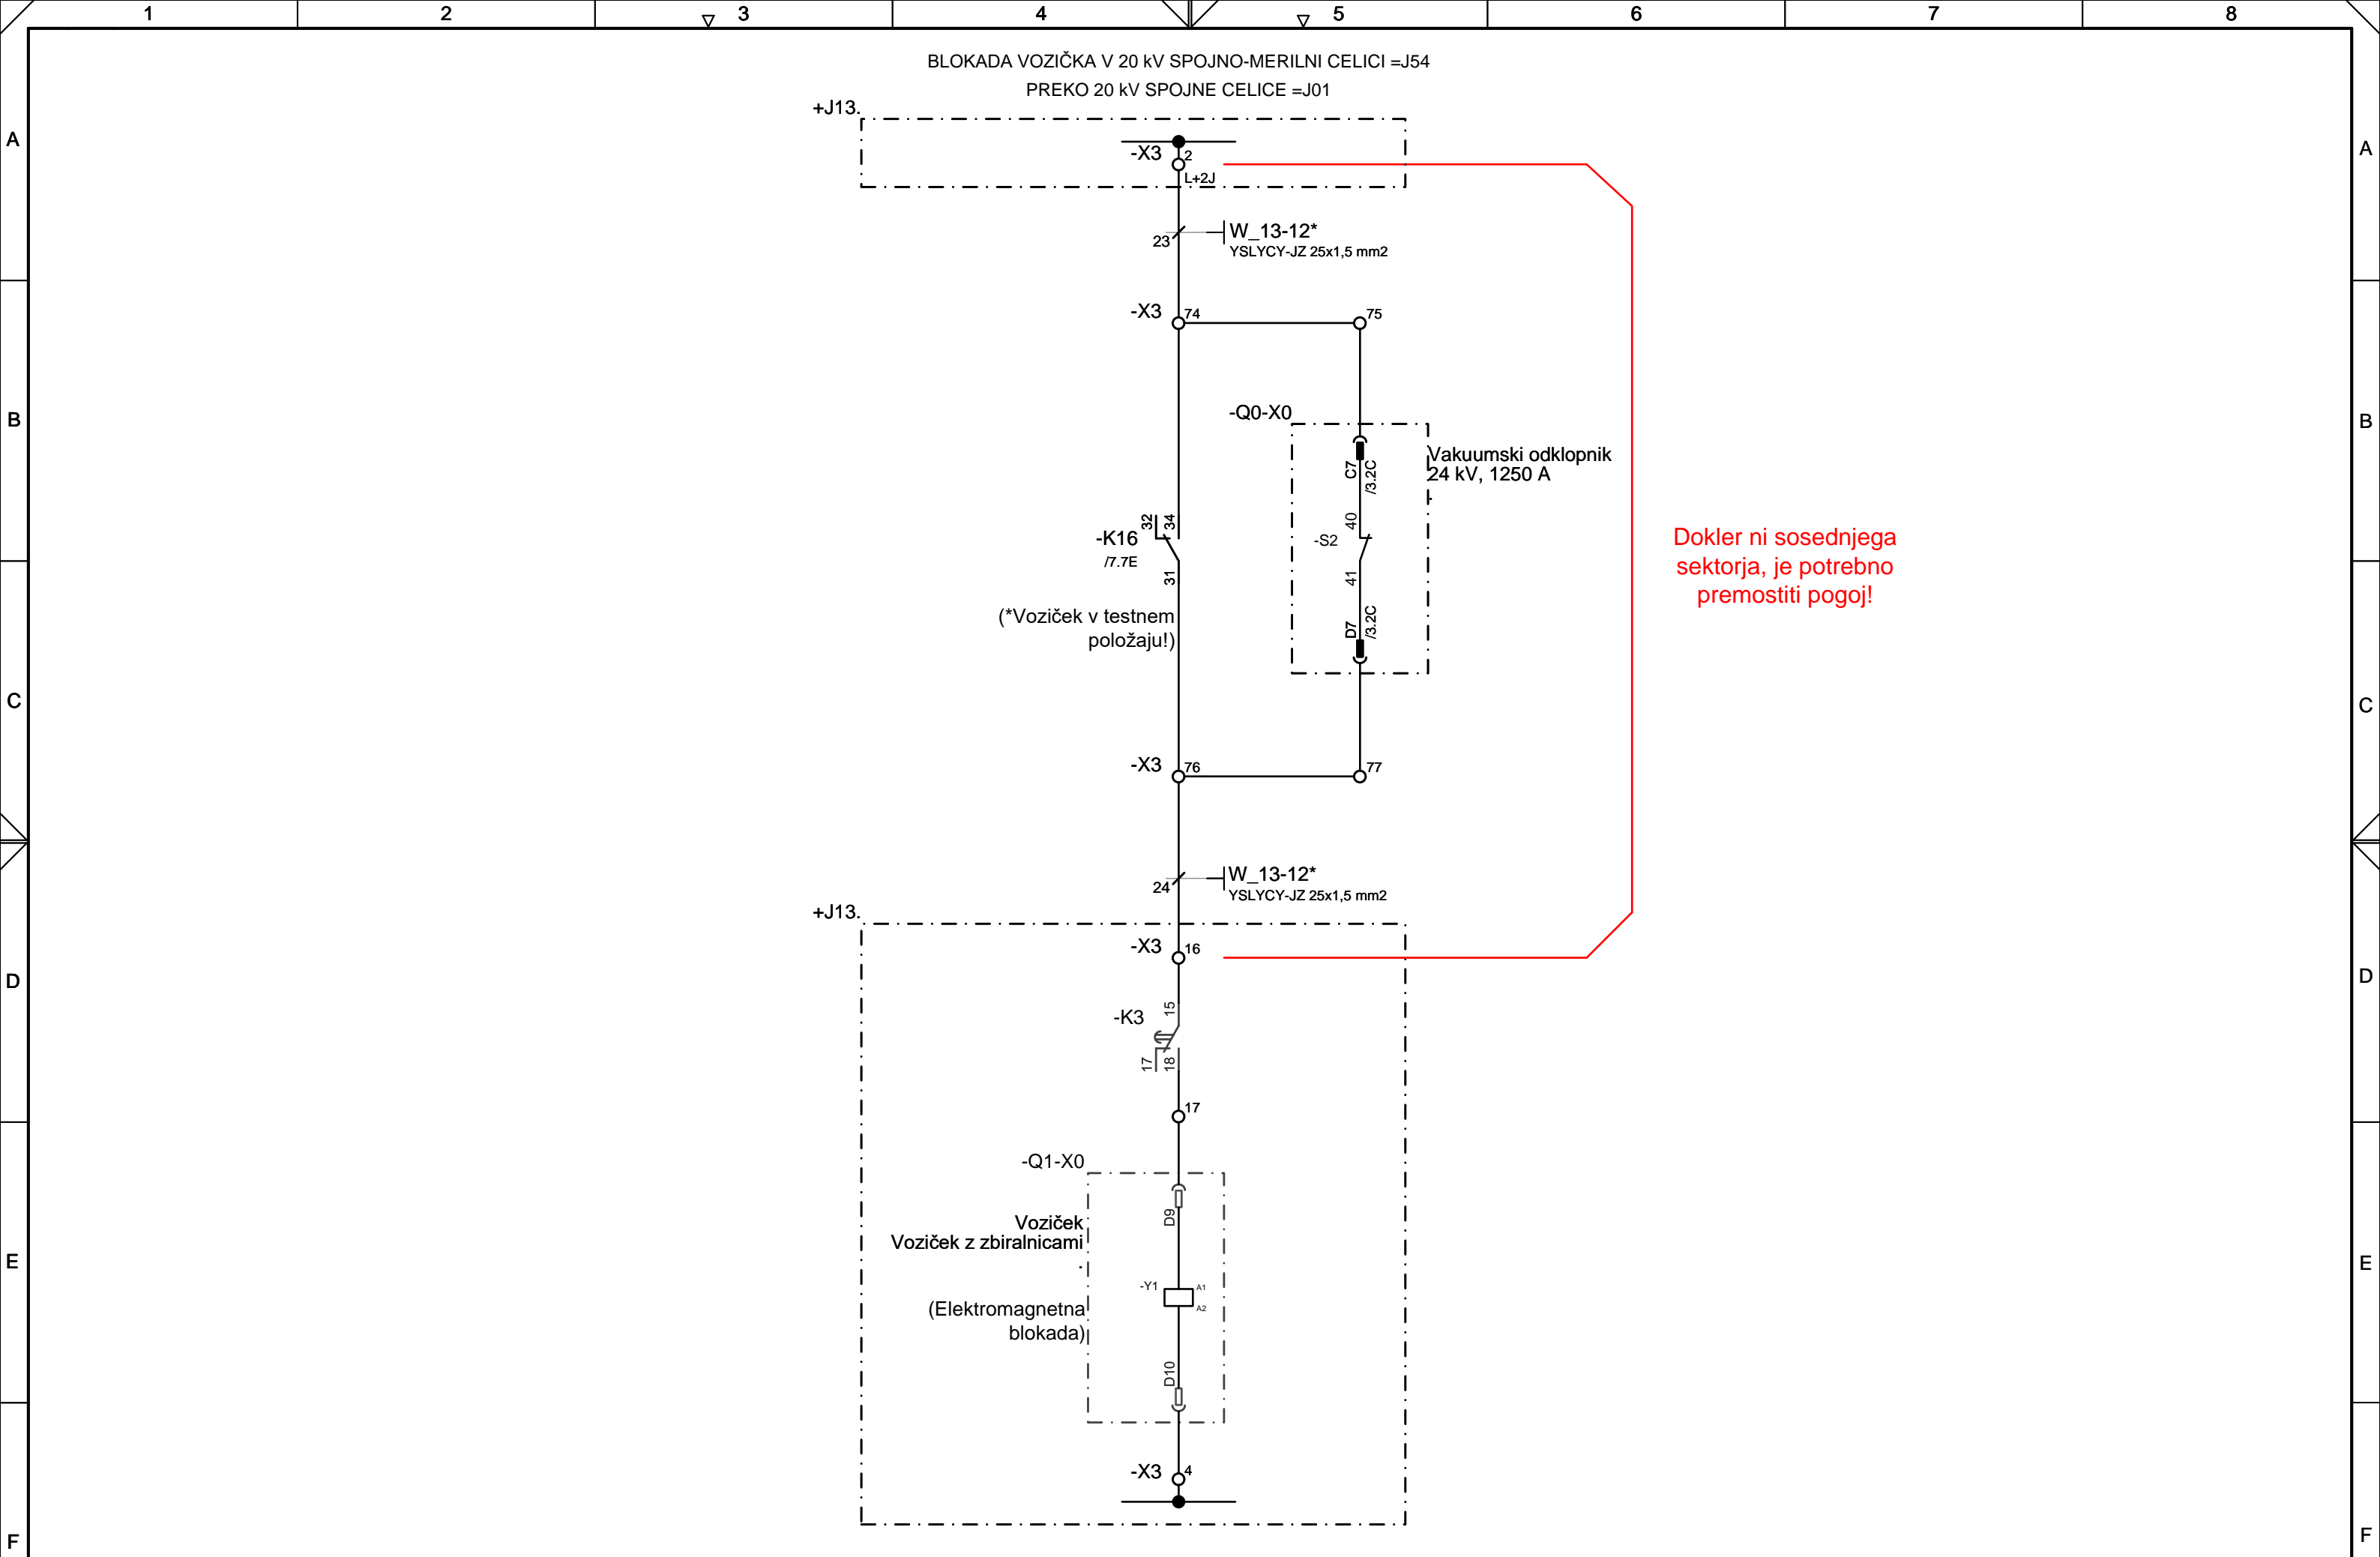 1 2 3 4 5 6 7 8
BLOKADA VOZIČKA V 20 kV SPOJNO-MERILNI CELICI =J54
PREKO 20 kV SPOJNE CELICE =J01
+J13.
A A
-X3 2
L+2J
23 W_13-12*
YSLYCY-JZ 25x1,5 mm2
-X3 74 75
B B
-Q0-X0
Vakuumski odklopnik
24 kV, 1250 A
-
C7
/3.2C
32 34 40
-K16 -S2
/7.7E
31 41
Dokler ni sosednjega
sektorja, je potrebno
premostiti pogoj!
(*Voziček v testnem
položaju!)
D7
/3.2C
C C
-X3 76 77
24 W_13-12*
YSLYCY-JZ 25x1,5 mm2
+J13.
-X3 16
D D
15
-K3
17 18
17
-Q1-X0
D9
Voziček
Voziček z zbiralnicami
.
E E
-Y1 A1
A2
(Elektromagnetna
blokada)
D10
-X3 4
F F